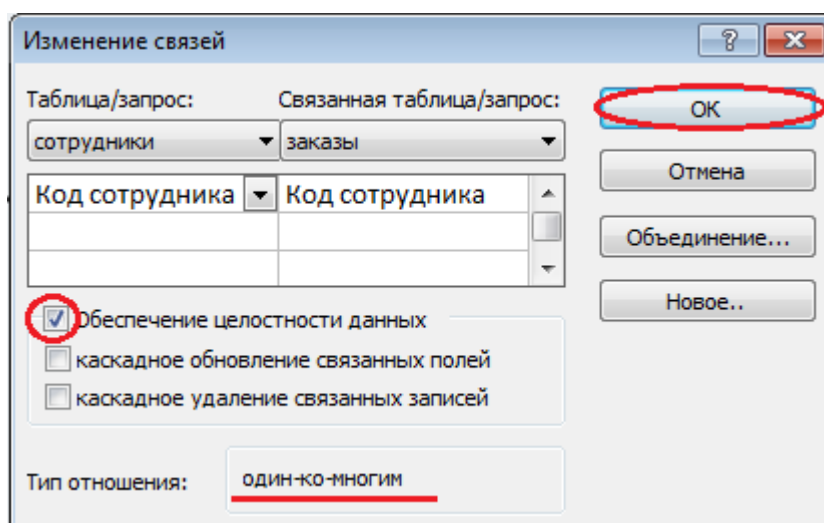 Изменение связей
Таблица/запрос: Связанная таблица/запрос:
сотрудники заказы
ОК
Код сотрудника Код сотрудника
Отмена
Объединение...
Новое..
Обеспечение целостности данных
каскадное обновление связанных полей
каскадное удаление связанных записей
Тип отношения: один-ко-многим